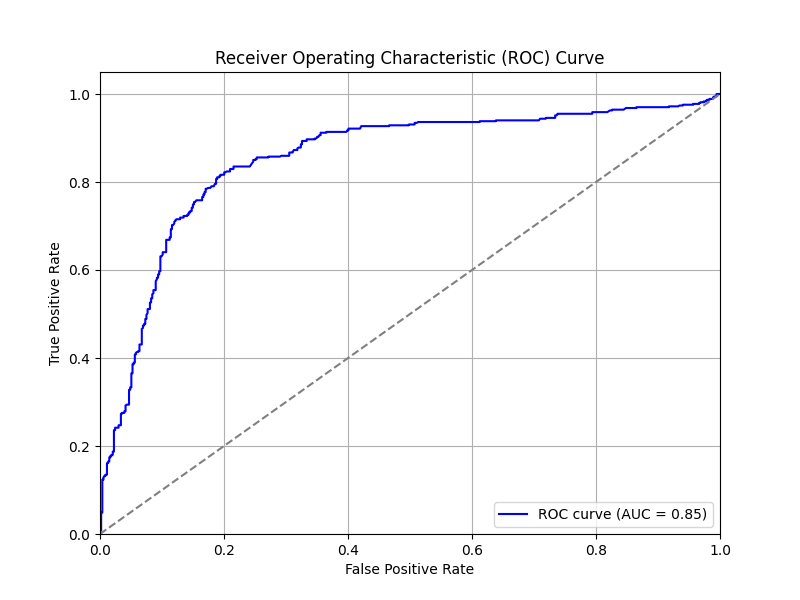 Receiver Operating Characteristic (ROC) Curve
1.0
0.8
0.6
0.4
0.2
0.0
True Positive Rate
ROC curve (AUC = 0.85)
0.0 0.2 0.4 0.6 0.8 1.0
False Positive Rate